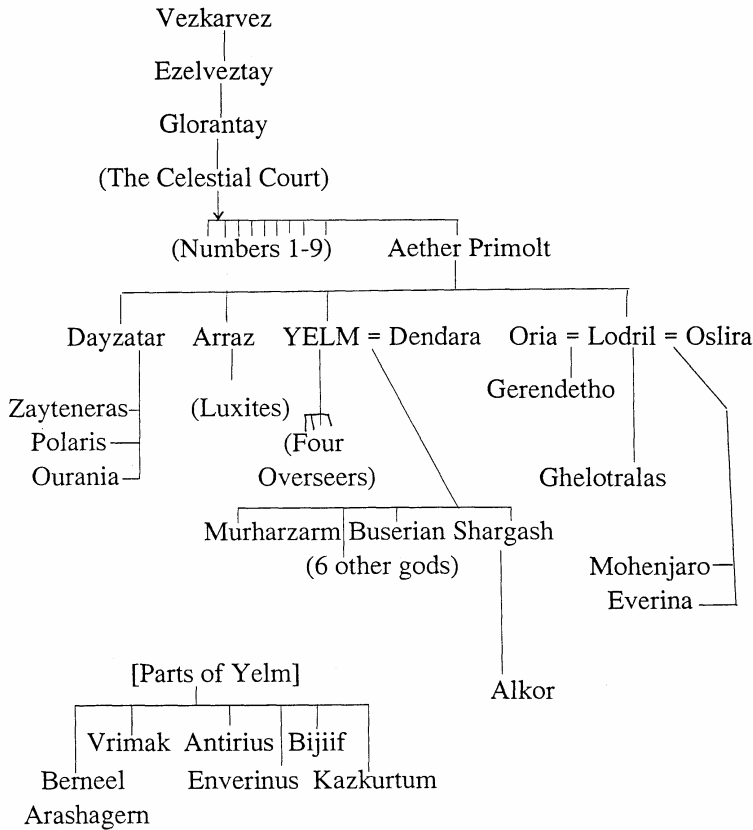 Vezkarvez
Ezelveztay
Glorantay
(The Celestial Court)
(Numbers 1-9)
Aether Primolt
Dayzatar
Arraz
YELM = Dendara
Oria = Lodril = Oslira
Gerendetho
Zayteneras
(Luxites)
Polaris
(Four
Ourania
Overseers)
Ghelotralas
Murharzarm
Buserian
Shargash
(6 other gods)
Mohenjaro
Everina
[Parts of Yelm]
Alkor
Vrimak
Antirius
Bijiif
Berneel
Enverinus
Kazkurtum
Arashagern